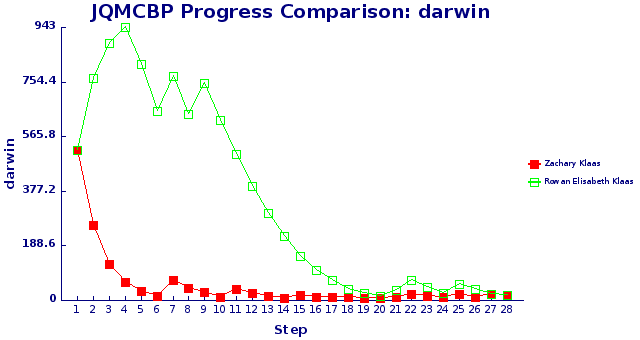 JQMCBP Progress Comparison: darwin
943
754.4
565.8
377.2
188.6
0
darwin
1 2 3 4 5 6 7 8 9 10 11 12 13 14 15 16 17 18 19 20 21 22 23 24 25 26 27 28
Step
Zachary Klaas
Rowan Elisabeth Klaas